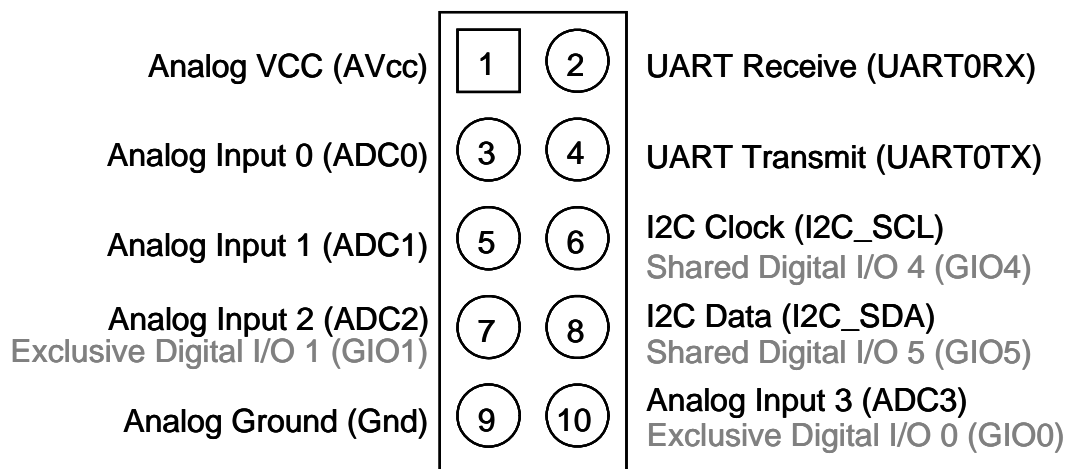 Analog VCC (AVcc) 1 2 UART Receive (UART0RX)
Analog Input 0 (ADC0) 3 4 UART Transmit (UART0TX)
Analog Input 1 (ADC1) 5 6 I2C Clock (I2C_SCL)
Shared Digital I/O 4 (GIO4)
Analog Input 2 (ADC2) 7 8 I2C Data (I2C_SDA)
Exclusive Digital I/O 1 (GIO1) Shared Digital I/O 5 (GIO5)
Analog Ground (Gnd) 9 10 Analog Input 3 (ADC3)
Exclusive Digital I/O 0 (GIO0)